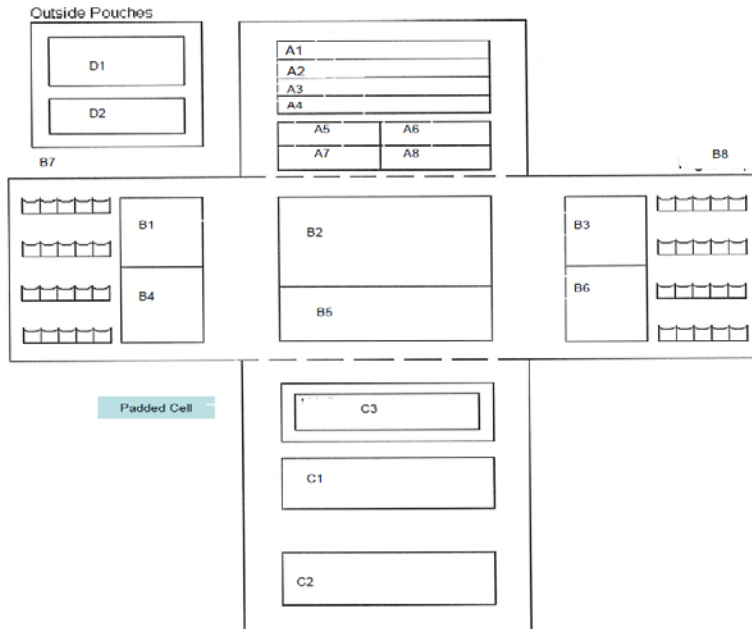 Outside Pouches
D1
D2
A1
A2
A3
A4
A5 A6
A7 A8
B7
B8
B1
B2
B3
B4
B5
B6
Padded Cell
C3
C1
C2